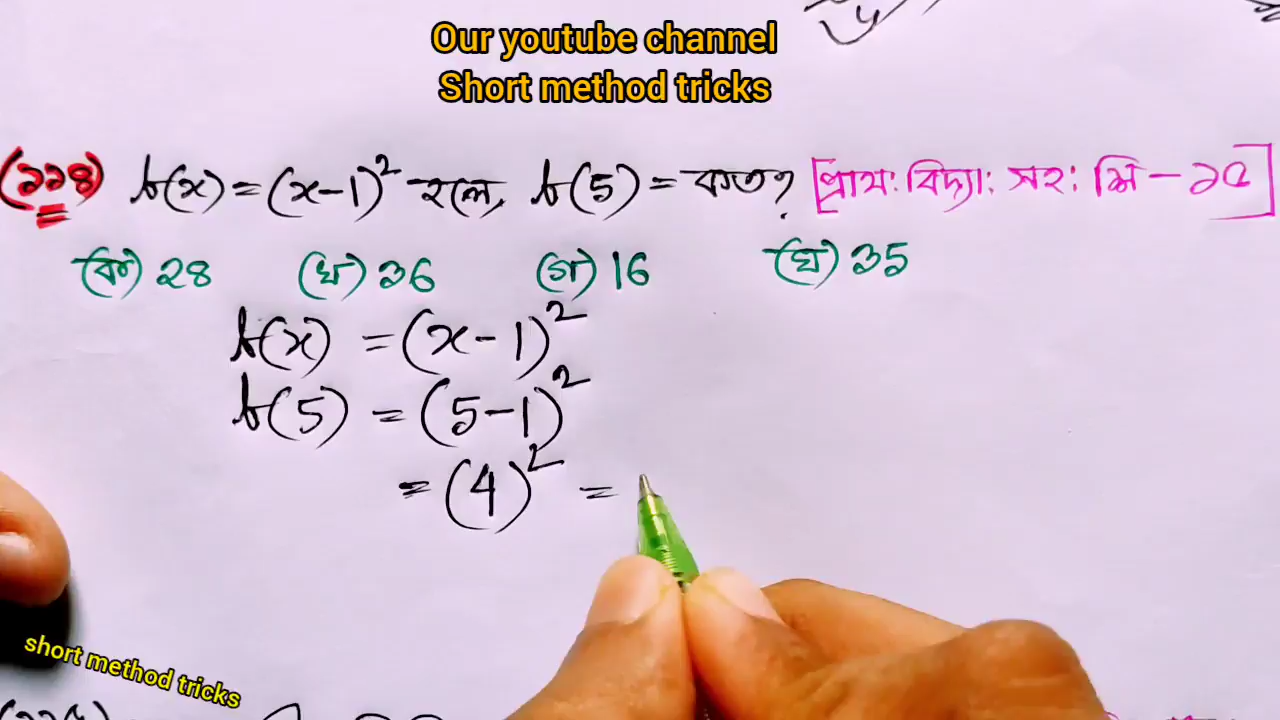 Our youtube channel
Short method tricks
(১১৪) f(x) = (x-1)² হলে, f(5) = কত? [প্রাথ: বিদ্যা: সহ: শি - ১৫]
(ক) 28 (খ) 36 (গ) 16 (ঘ) 35
f(x) = (x-1)²
f(5) = (5-1)²
= (4)² =
short method tricks